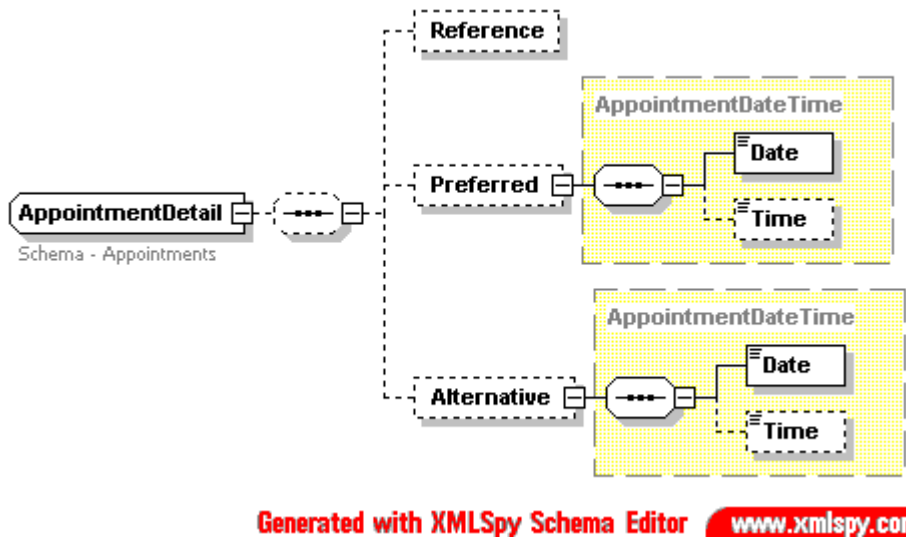 Reference
AppointmentDateTime
Date
Preferred
Time
AppointmentDetail
Schema - Appointments
AppointmentDateTime
Date
Alternative
Time
Generated with XMLSpy Schema Editor www.xmlspy.com